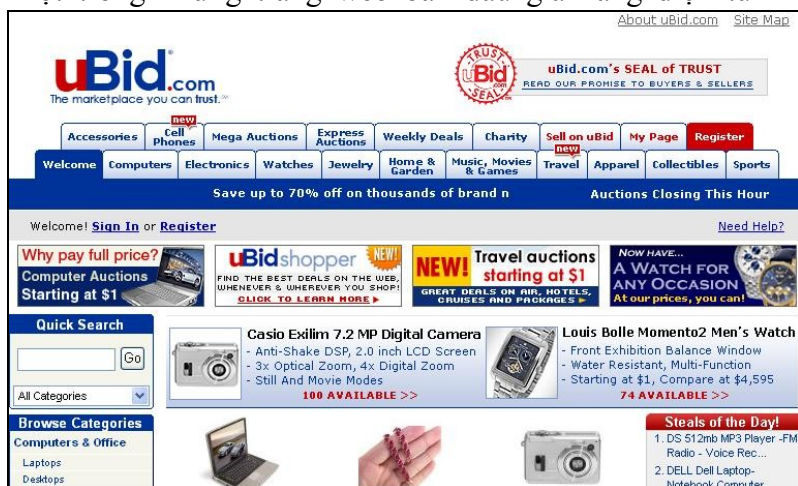 About uBid.com Site Map
uBid.com
The marketplace you can trust.
TRUST
uBid
.com
SEAL
uBid.com's SEAL of TRUST
READ OUR PROMISE TO BUYERS & SELLERS
new
Accessories Cell Phones Mega Auctions Express Auctions Weekly Deals Charity Sell on uBid My Page Register
new
Welcome Computers Electronics Watches Jewelry Home & Garden Music, Movies & Games Travel Apparel Collectibles Sports
Save up to 70% off on thousands of brand n Auctions Closing This Hour
Welcome! Sign In or Register Need Help?
Why pay full price?
Computer Auctions
Starting at $1
uBidshopper NEW!
FIND THE BEST DEALS ON THE WEB,
WHENEVER & WHEREVER YOU SHOP!
CLICK TO LEARN MORE
NEW! Travel auctions
starting at $1
GREAT DEALS ON AIR, HOTELS,
CRUISES AND PACKAGES
NOW HAVE...
A WATCH FOR
ANY OCCASION
At our prices, you can!
Quick Search
Go
All Categories
Casio Exilim 7.2 MP Digital Camera
- Anti-Shake DSP, 2.0 inch LCD Screen
- 3x Optical Zoom, 4x Digital Zoom
- Still And Movie Modes
100 AVAILABLE >>
Louis Bolle Momento2 Men's Watch
- Front Exhibition Balance Window
- Water Resistant, Multi-Function
- Starting at $1, Compare at $4,595
74 AVAILABLE >>
Browse Categories
Computers & Office
Laptops
Desktops
Steals of the Day!
1. DS 512mb MP3 Player -FM
Radio - Voice Rec...
2. DELL Dell Laptop-
Notebook Computer